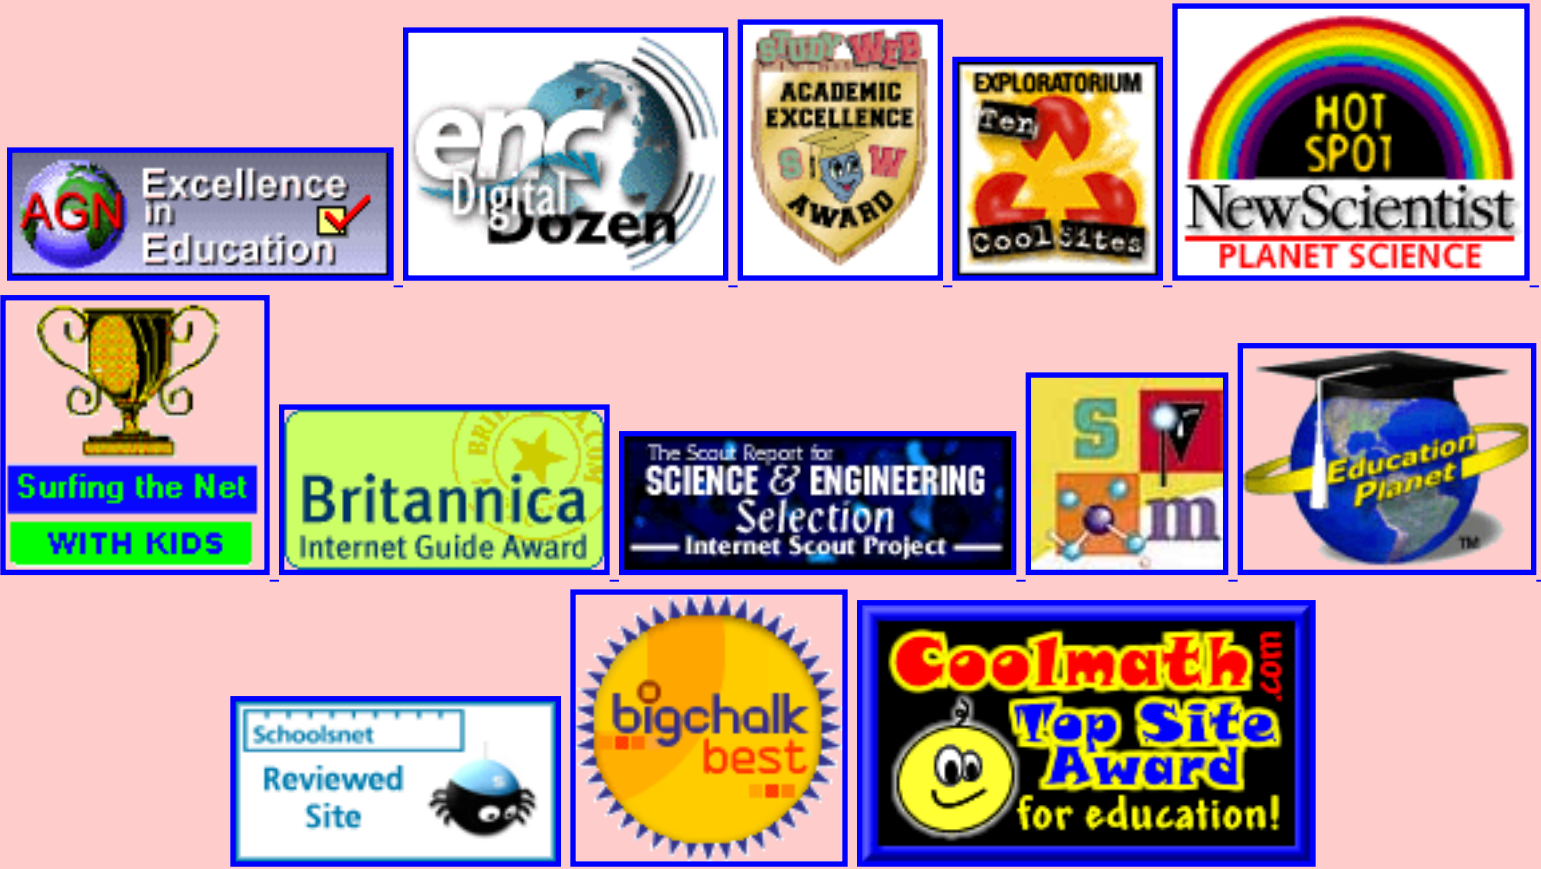 AGN
Excellence
in
Education
enc
Digital
Dozen
STUDY WEB
ACADEMIC
EXCELLENCE
S W
AWARD
EXPLORATORIUM
Ten
Cool Sites
HOT
SPOT
NewScientist
PLANET SCIENCE
Surfing the Net
WITH KIDS
Britannica
Internet Guide Award
The Scout Report for
SCIENCE & ENGINEERING
Selection
Internet Scout Project
S
m
Education
Planet
TM
Schoolsnet
Reviewed
Site
bigchalk
best
Coolmath.com
Top Site
Award
for education!